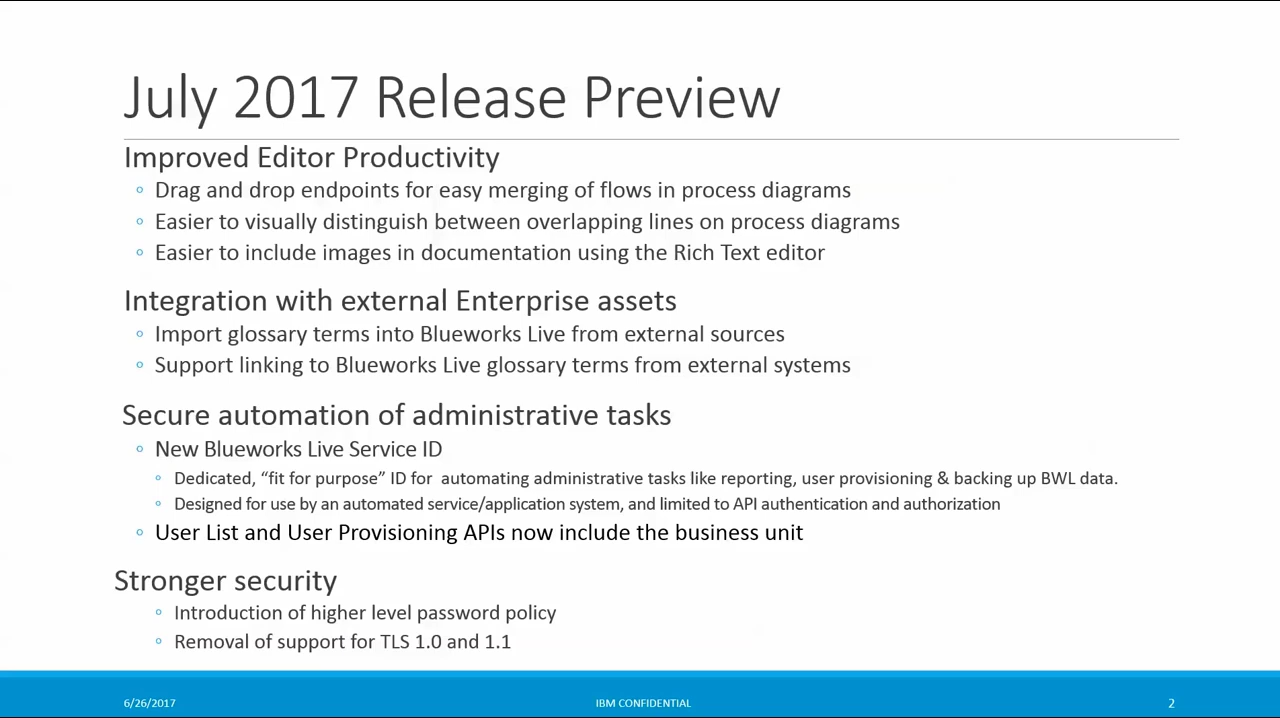 July 2017 Release Preview
Improved Editor Productivity
◦ Drag and drop endpoints for easy merging of flows in process diagrams
◦ Easier to visually distinguish between overlapping lines on process diagrams
◦ Easier to include images in documentation using the Rich Text editor
Integration with external Enterprise assets
◦ Import glossary terms into Blueworks Live from external sources
◦ Support linking to Blueworks Live glossary terms from external systems
Secure automation of administrative tasks
◦ New Blueworks Live Service ID
◦ Dedicated, “fit for purpose” ID for automating administrative tasks like reporting, user provisioning & backing up BWL data.
◦ Designed for use by an automated service/application system, and limited to API authentication and authorization
◦ User List and User Provisioning APIs now include the business unit
Stronger security
◦ Introduction of higher level password policy
◦ Removal of support for TLS 1.0 and 1.1
6/26/2017 IBM CONFIDENTIAL 2